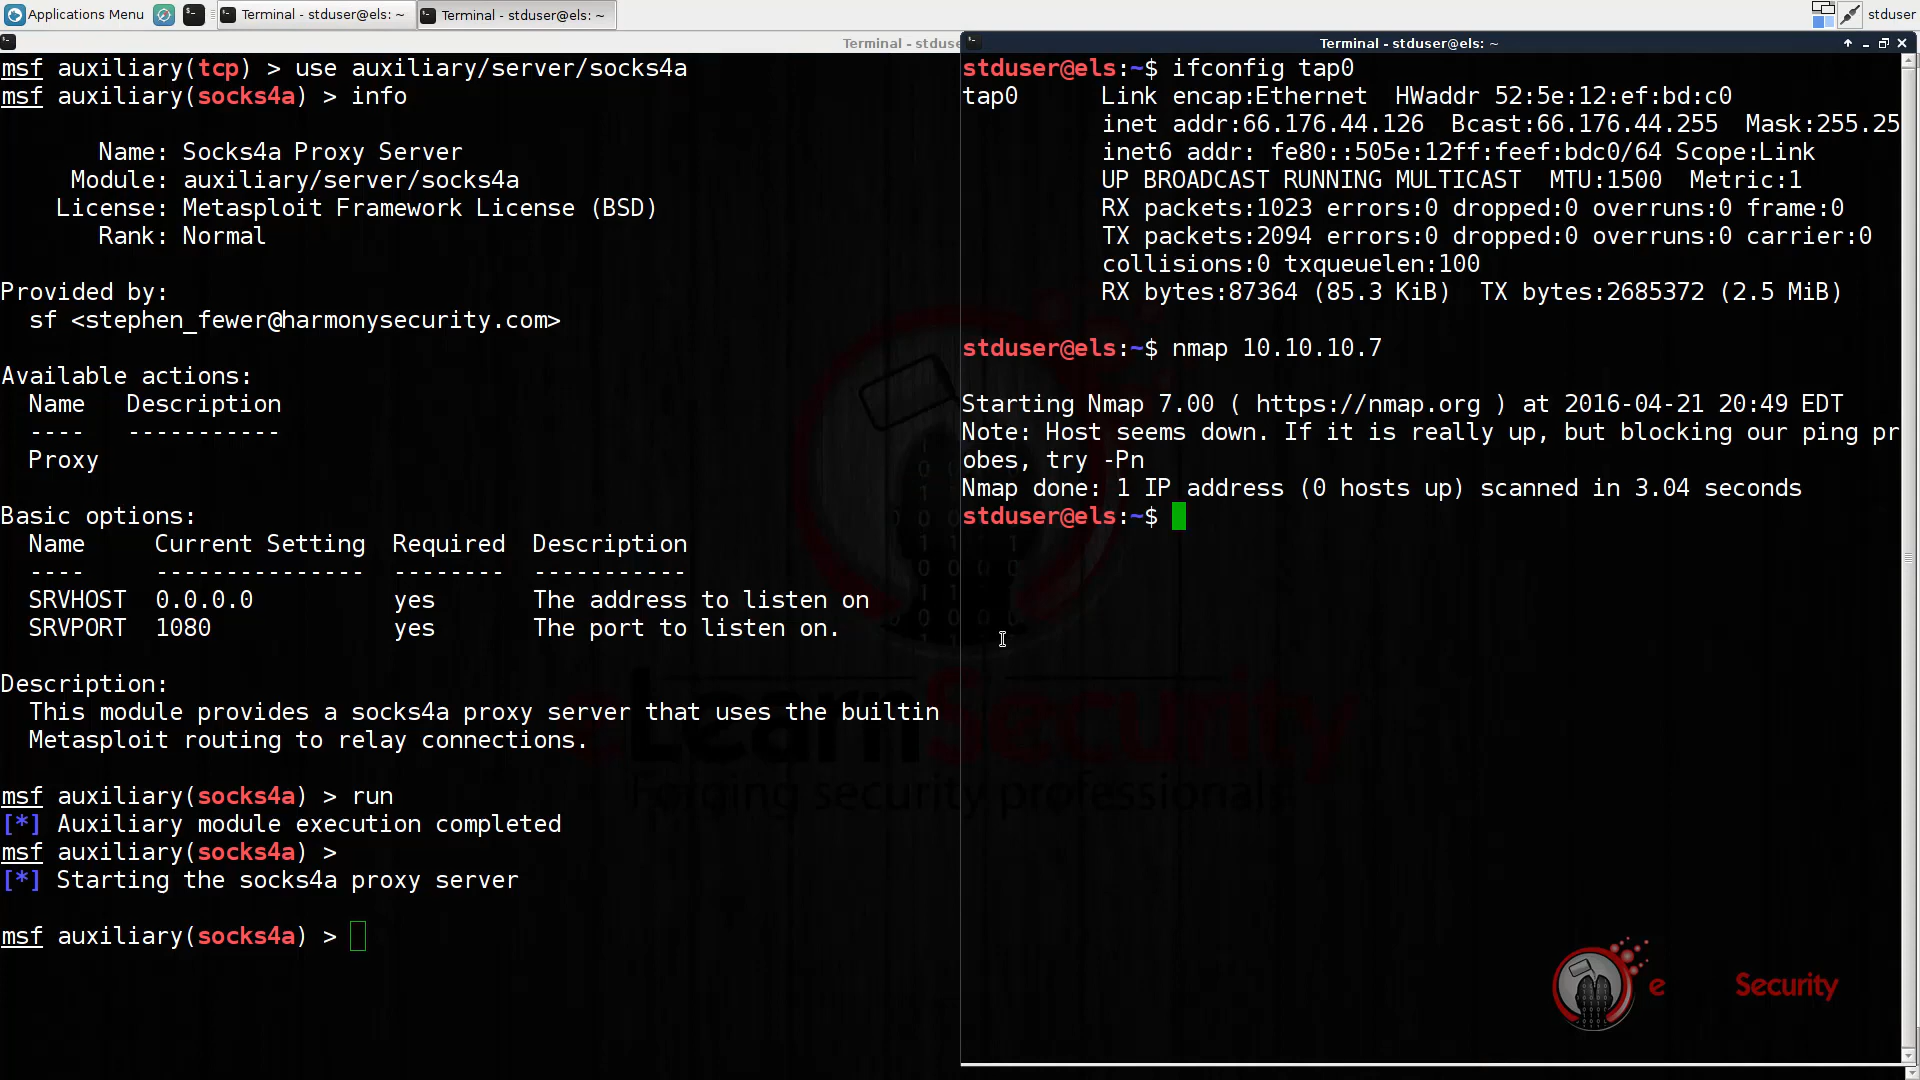 Applications Menu
Terminal - stduser@els: ~
Terminal - stduser@els: ~
stduser
Terminal - stduse
msf auxiliary(tcp) > use auxiliary/server/socks4a
msf auxiliary(socks4a) > info
Name: Socks4a Proxy Server
Module: auxiliary/server/socks4a
License: Metasploit Framework License (BSD)
Rank: Normal
Provided by:
sf <stephen_fewer@harmonysecurity.com>
Available actions:
Name Description
---- -----------
Proxy
Basic options:
Name Current Setting Required Description
---- --------------- -------- -----------
SRVHOST 0.0.0.0 yes The address to listen on
SRVPORT 1080 yes The port to listen on.
Description:
This module provides a socks4a proxy server that uses the builtin
Metasploit routing to relay connections.
msf auxiliary(socks4a) > run
[*] Auxiliary module execution completed
msf auxiliary(socks4a) >
[*] Starting the socks4a proxy server
msf auxiliary(socks4a) >
Terminal - stduser@els: ~
stduser@els:~$ ifconfig tap0
tap0 Link encap:Ethernet HWaddr 52:5e:12:ef:bd:c0
inet addr:66.176.44.126 Bcast:66.176.44.255 Mask:255.25
inet6 addr: fe80::505e:12ff:feef:bdc0/64 Scope:Link
UP BROADCAST RUNNING MULTICAST MTU:1500 Metric:1
RX packets:1023 errors:0 dropped:0 overruns:0 frame:0
TX packets:2094 errors:0 dropped:0 overruns:0 carrier:0
collisions:0 txqueuelen:100
RX bytes:87364 (85.3 KiB) TX bytes:2685372 (2.5 MiB)
stduser@els:~$ nmap 10.10.10.7
Starting Nmap 7.00 ( https://nmap.org ) at 2016-04-21 20:49 EDT
Note: Host seems down. If it is really up, but blocking our ping pr
obes, try -Pn
Nmap done: 1 IP address (0 hosts up) scanned in 3.04 seconds
stduser@els:~$
eLearnSecurity
Forging security professionals
e Security